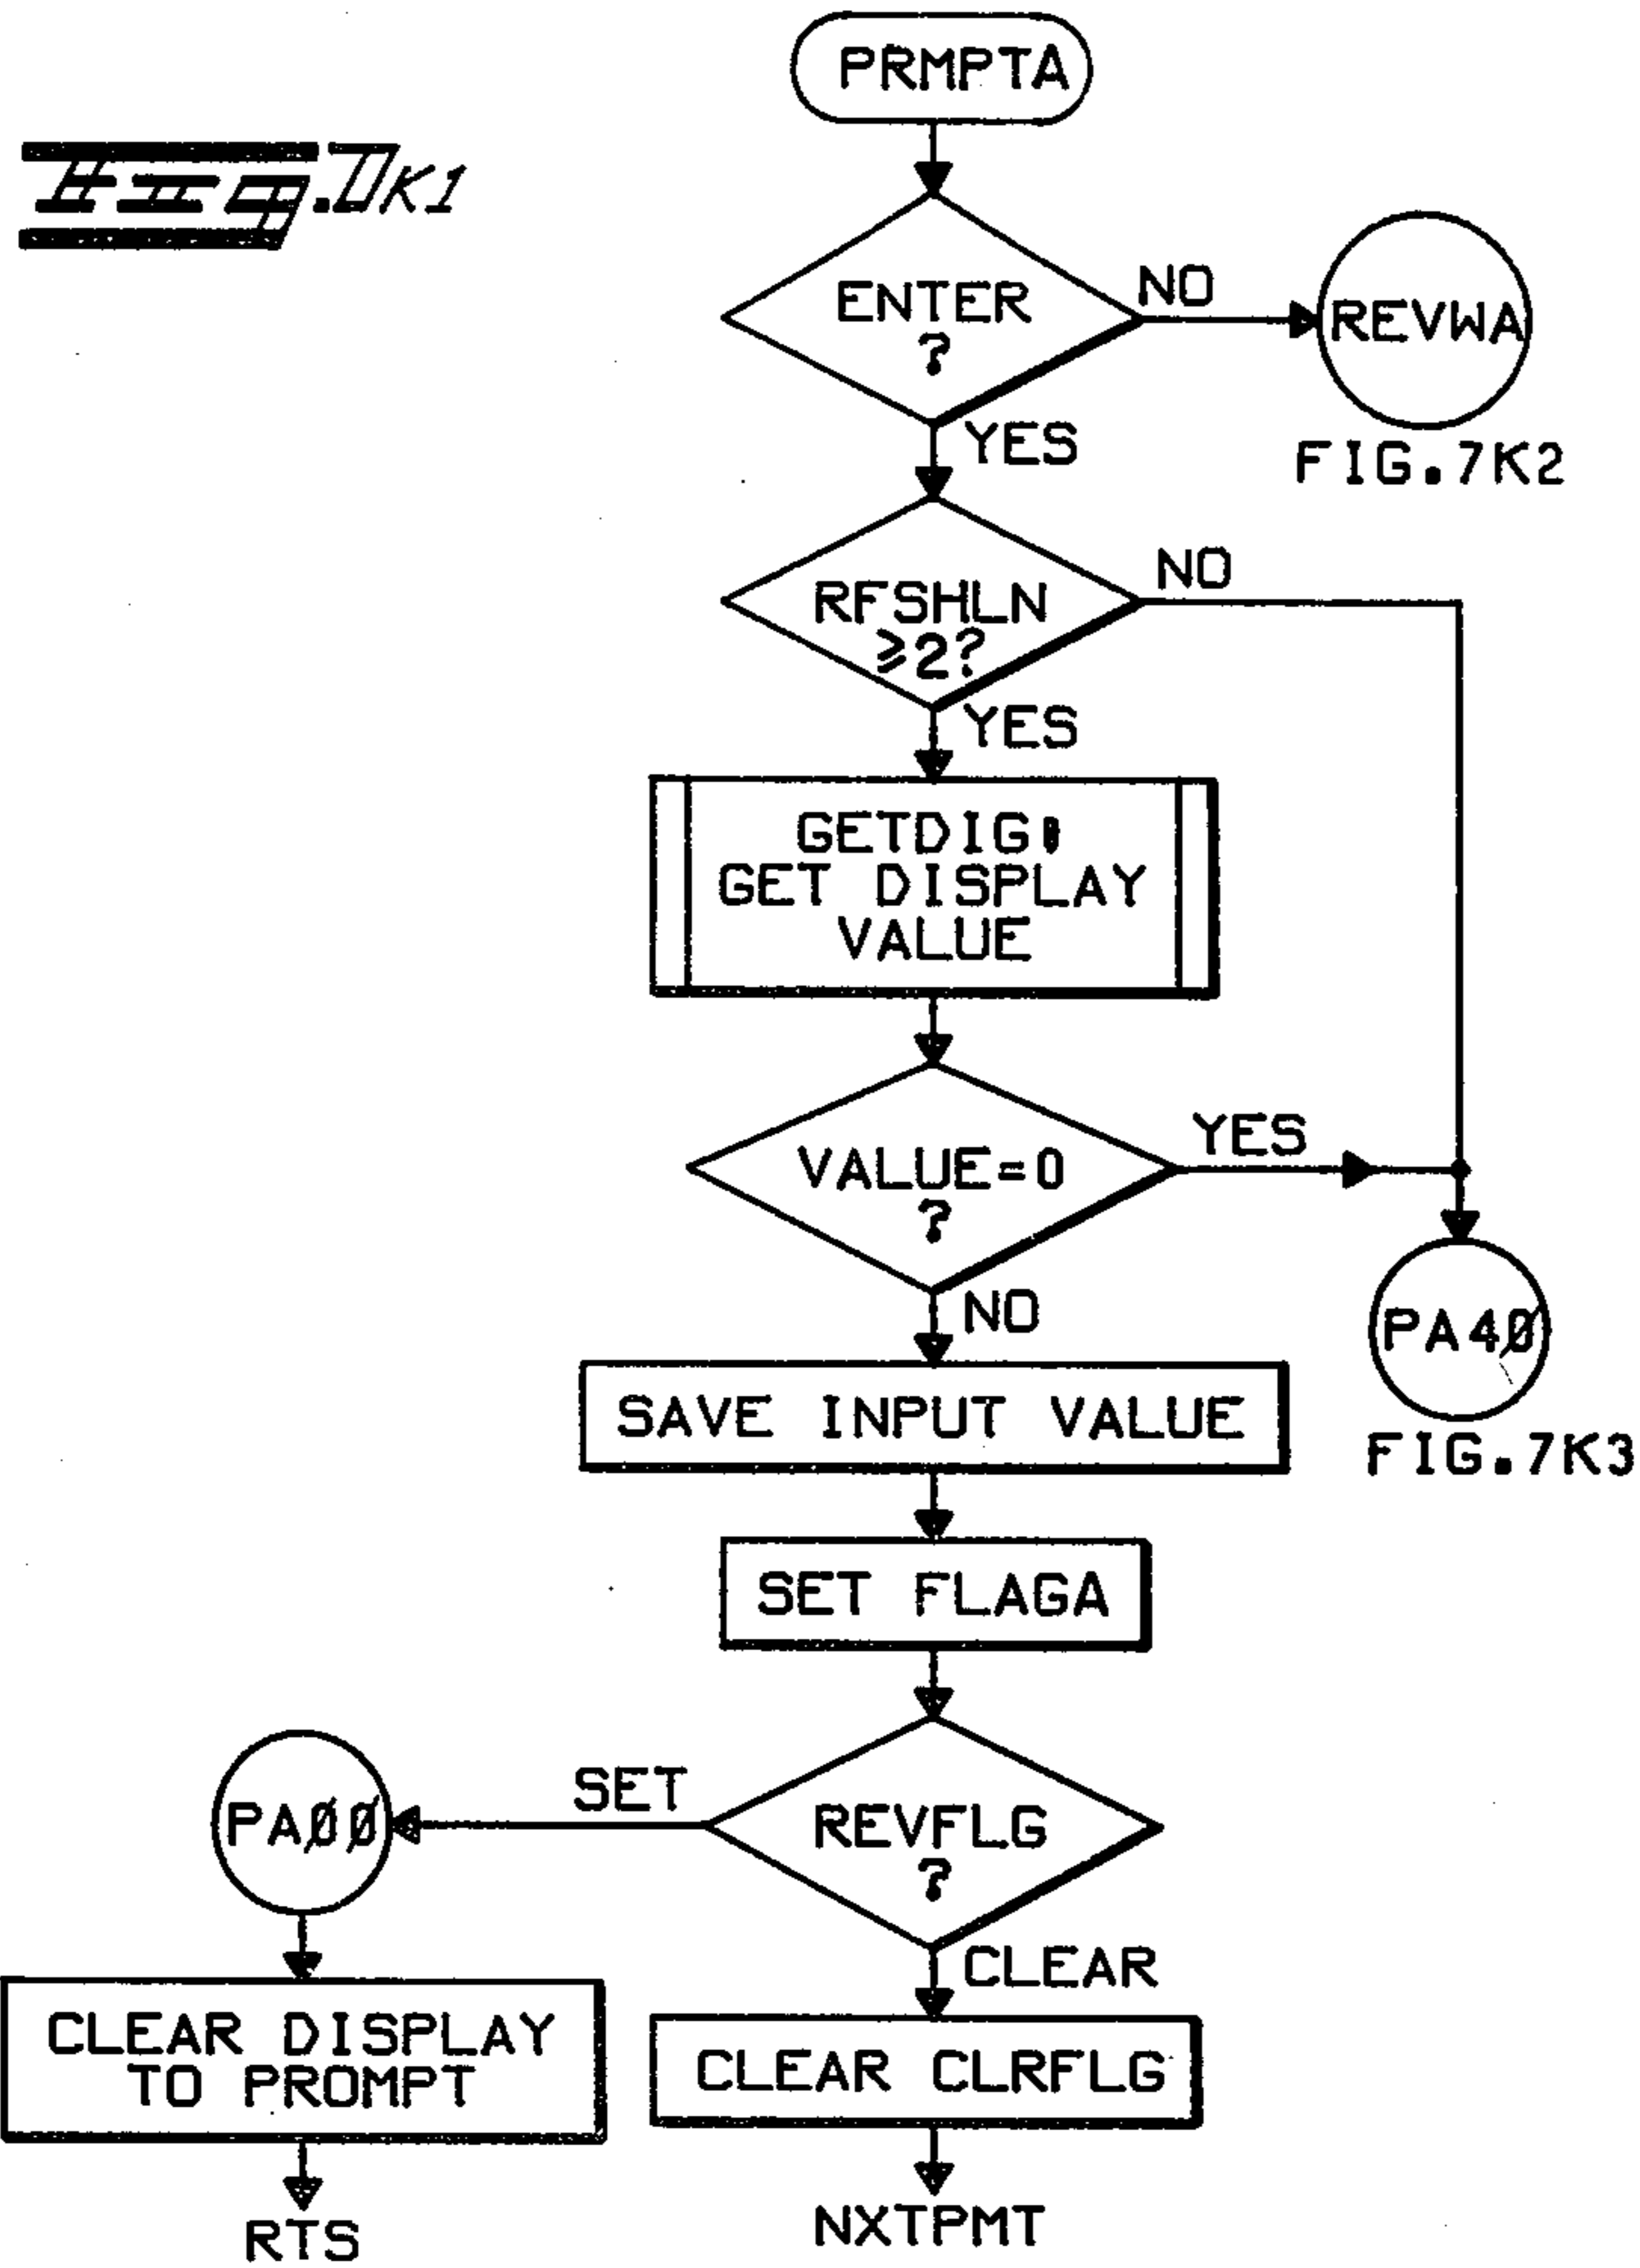 PRMPTA
Fig. 7K1
ENTER
?
NO
REVWA
FIG. 7K2
YES
RFSHLN
≥2?
NO
YES
GETDIG;
GET DISPLAY
VALUE
VALUE=0
?
YES
NO
PA40
FIG. 7K3
SAVE INPUT VALUE
SET FLAGA
REVFLG
?
SET
PA00
CLEAR
CLEAR DISPLAY
TO PROMPT
CLEAR CLRFLG
RTS
NXTPMT